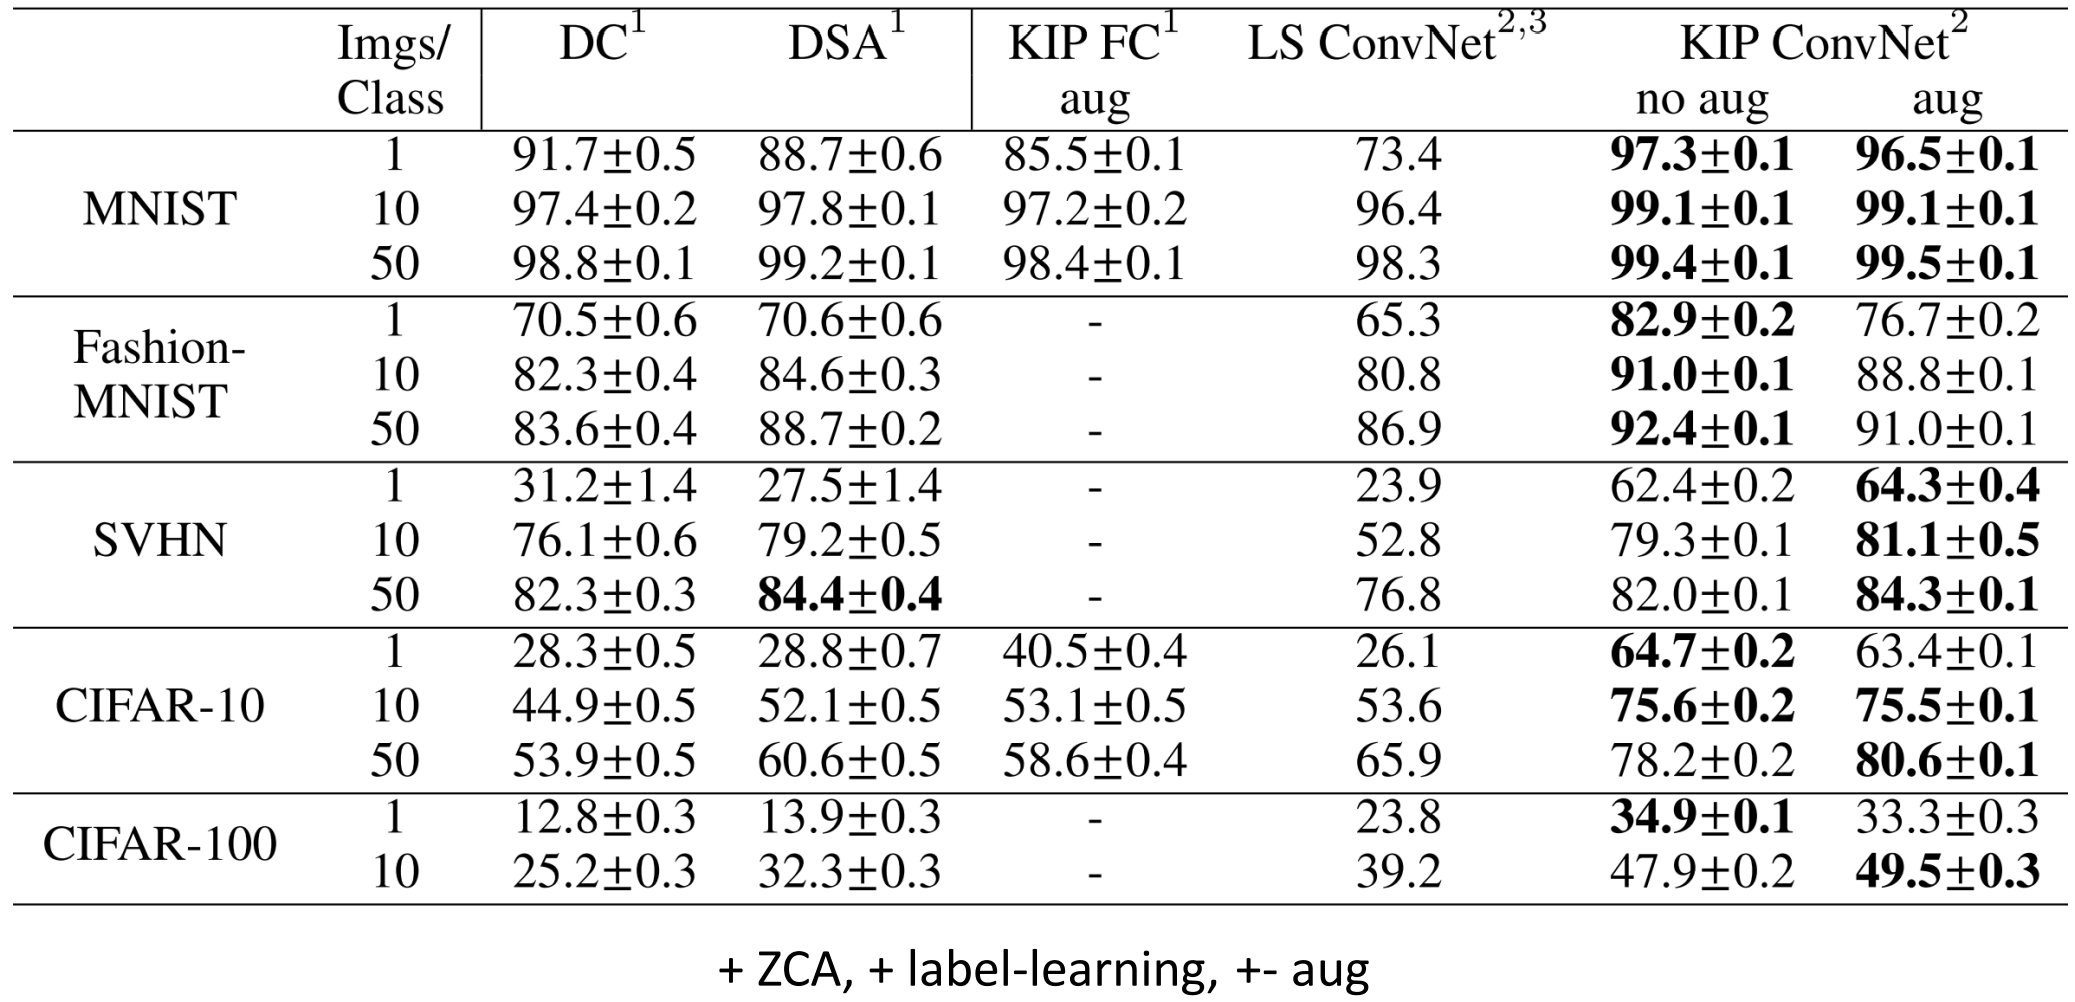 Imgs/ DC1 DSA1 KIP FC1 LS ConvNet2,3 KIP ConvNet2
Class aug no aug aug
1 91.7±0.5 88.7±0.6 85.5±0.1 73.4 97.3±0.1 96.5±0.1
MNIST 10 97.4±0.2 97.8±0.1 97.2±0.2 96.4 99.1±0.1 99.1±0.1
50 98.8±0.1 99.2±0.1 98.4±0.1 98.3 99.4±0.1 99.5±0.1
1 70.5±0.6 70.6±0.6 - 65.3 82.9±0.2 76.7±0.2
Fashion-
10 82.3±0.4 84.6±0.3 - 80.8 91.0±0.1 88.8±0.1
MNIST
50 83.6±0.4 88.7±0.2 - 86.9 92.4±0.1 91.0±0.1
1 31.2±1.4 27.5±1.4 - 23.9 62.4±0.2 64.3±0.4
SVHN 10 76.1±0.6 79.2±0.5 - 52.8 79.3±0.1 81.1±0.5
50 82.3±0.3 84.4±0.4 - 76.8 82.0±0.1 84.3±0.1
1 28.3±0.5 28.8±0.7 40.5±0.4 26.1 64.7±0.2 63.4±0.1
CIFAR-10 10 44.9±0.5 52.1±0.5 53.1±0.5 53.6 75.6±0.2 75.5±0.1
50 53.9±0.5 60.6±0.5 58.6±0.4 65.9 78.2±0.2 80.6±0.1
1 12.8±0.3 13.9±0.3 - 23.8 34.9±0.1 33.3±0.3
CIFAR-100
10 25.2±0.3 32.3±0.3 - 39.2 47.9±0.2 49.5±0.3
+ ZCA, + label-learning, +- aug